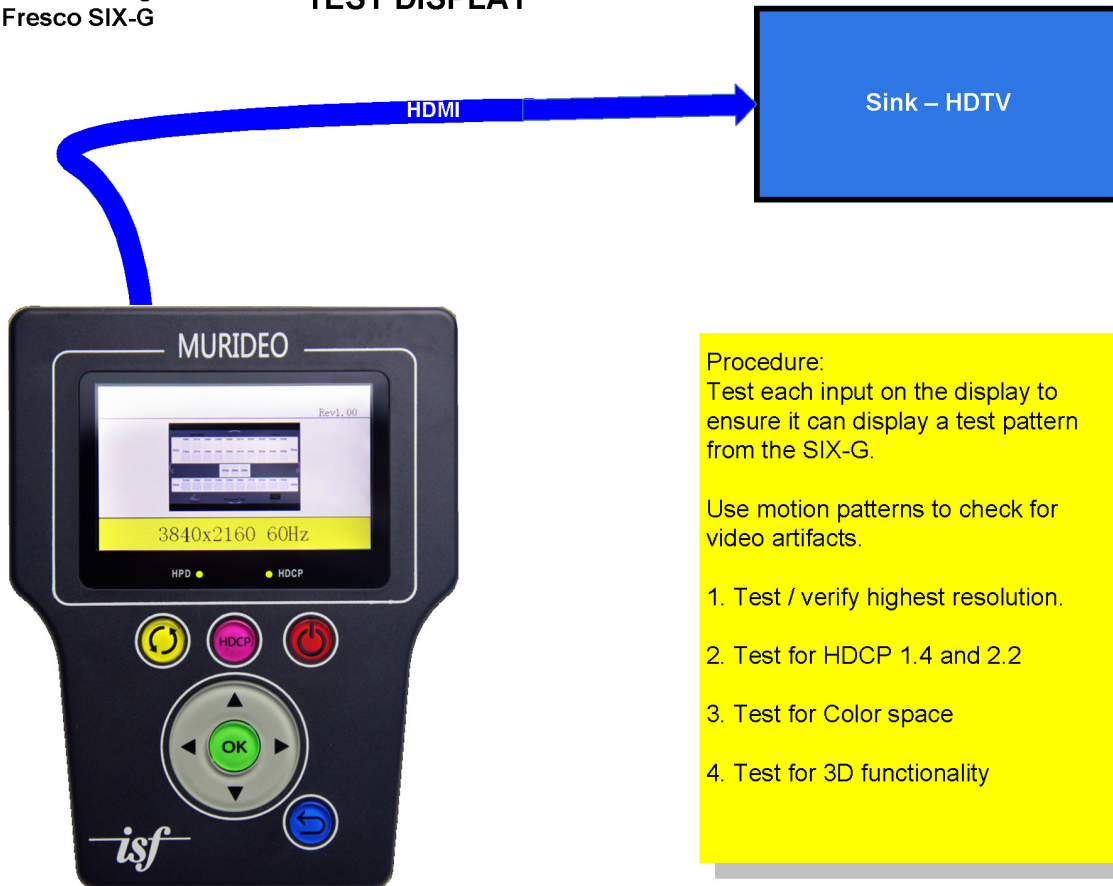 Fresco SIX-G
TEST DISPLAY
HDMI
Sink – HDTV
MURIDEO
Rev1.00
3840x2160 60Hz
HPD
HDCP
HDCP
OK
isf
Procedure:
Test each input on the display to
ensure it can display a test pattern
from the SIX-G.
Use motion patterns to check for
video artifacts.
1. Test / verify highest resolution.
2. Test for HDCP 1.4 and 2.2
3. Test for Color space
4. Test for 3D functionality